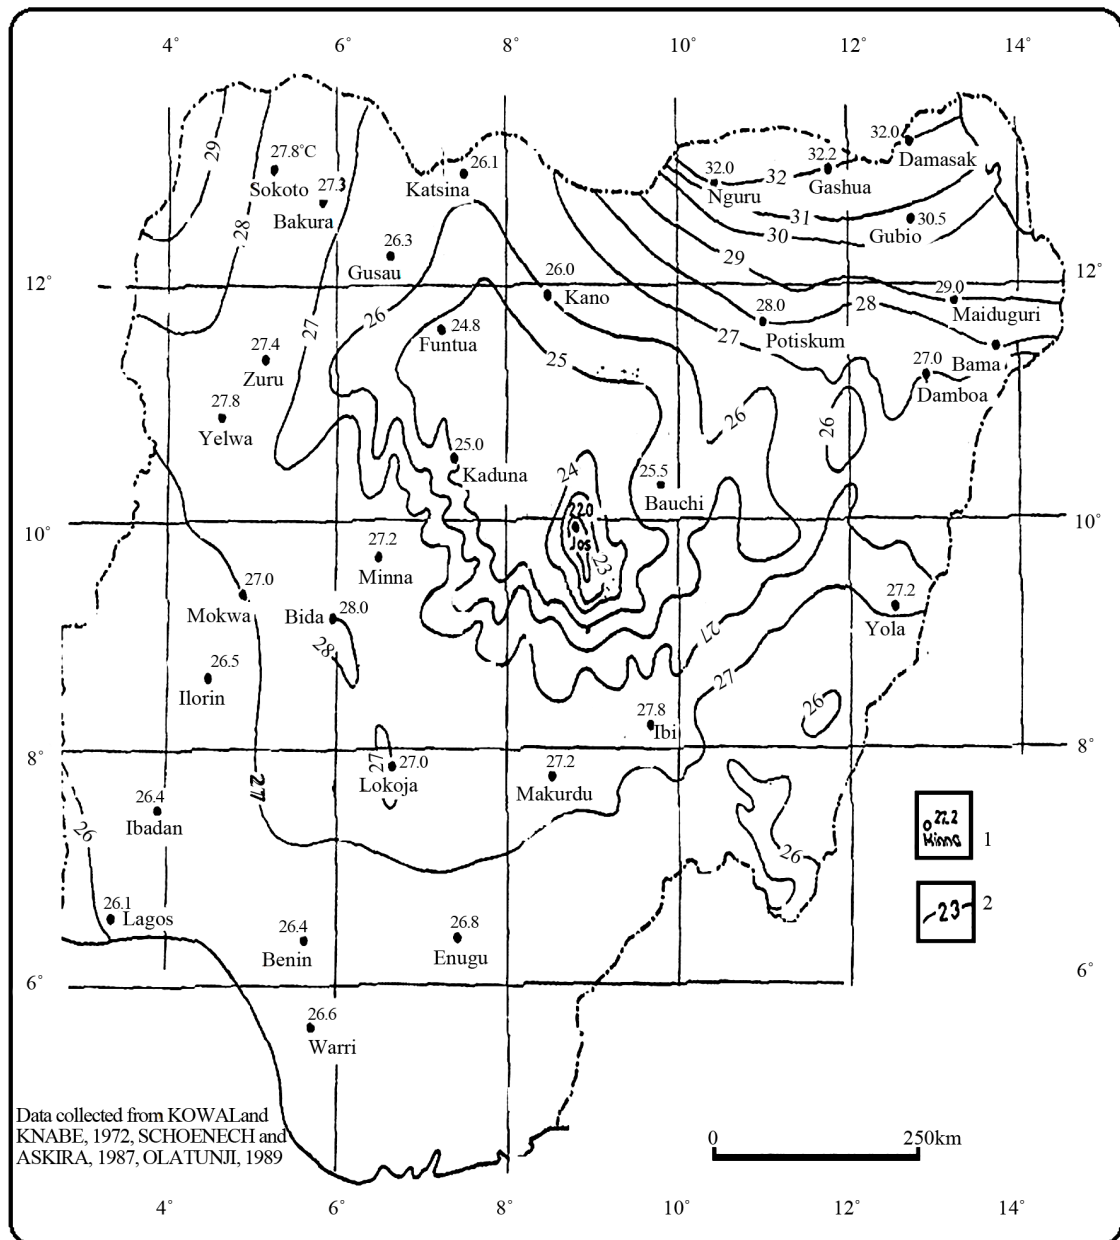 4° 6° 8° 10° 12° 14°
29
27.8°C
Sokoto
27.3
Bakura
28
26.1
Katsina
32.0
Damasak
32.2
Gashua
32
32.0
Nguru
31
30.5
Gubio
30
29
26.3
Gusau
12° 12°
26.0
Kano
29.0
Maiduguri
28.0
Potiskum
28
26
27
24.8
Funtua
27
25
Bama
27.4
Zuru
27.0
Damboa
27.8
Yelwa
26
26
25.0
Kaduna
24
25.5
Bauchi
220
Jos
23
10° 10°
27.2
Minna
27.0
Mokwa
Bida 28.0
28
27.2
Yola
27
27
26.5
Ilorin
26
27.8
Ibi
8° 8°
27
27.0
Lokoja
27.2
Makurdu
27
26.4
Ibadan
26
26
27.2
Minna
1
23
2
26.1
Lagos
26.4
Benin
26.8
Enugu
6° 6°
26.6
Warri
Data collected from KOWALand
KNABE, 1972, SCHOENECH and
ASKIRA, 1987, OLATUNJI, 1989
0 250km
4° 6° 8° 10° 12° 14°